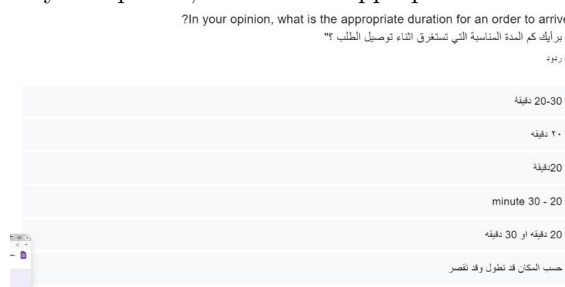 ?In your opinion, what is the appropriate duration for an order to arrive
برأيك كم المدة المناسبة التي تستغرق اثناء توصيل الطلب ؟"
ردود
20-30 دقيقة
٢٠ دقيقه
20دقيقة
minute 30 - 20
20 دقيقه او 30 دقيقه
حسب المكان قد تطول وقد تقصر